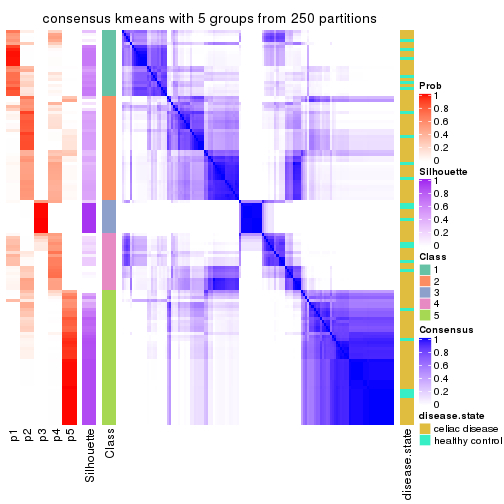 consensus kmeans with 5 groups from 250 partitions
p1
p2
p3
p4
p5
Silhouette
Class
disease.state
Prob
1
0.8
0.6
0.4
0.2
0
Silhouette
1
0.8
0.6
0.4
0.2
0
Class
1
2
3
4
5
Consensus
1
0.8
0.6
0.4
0.2
0
disease.state
celiac disease
healthy control